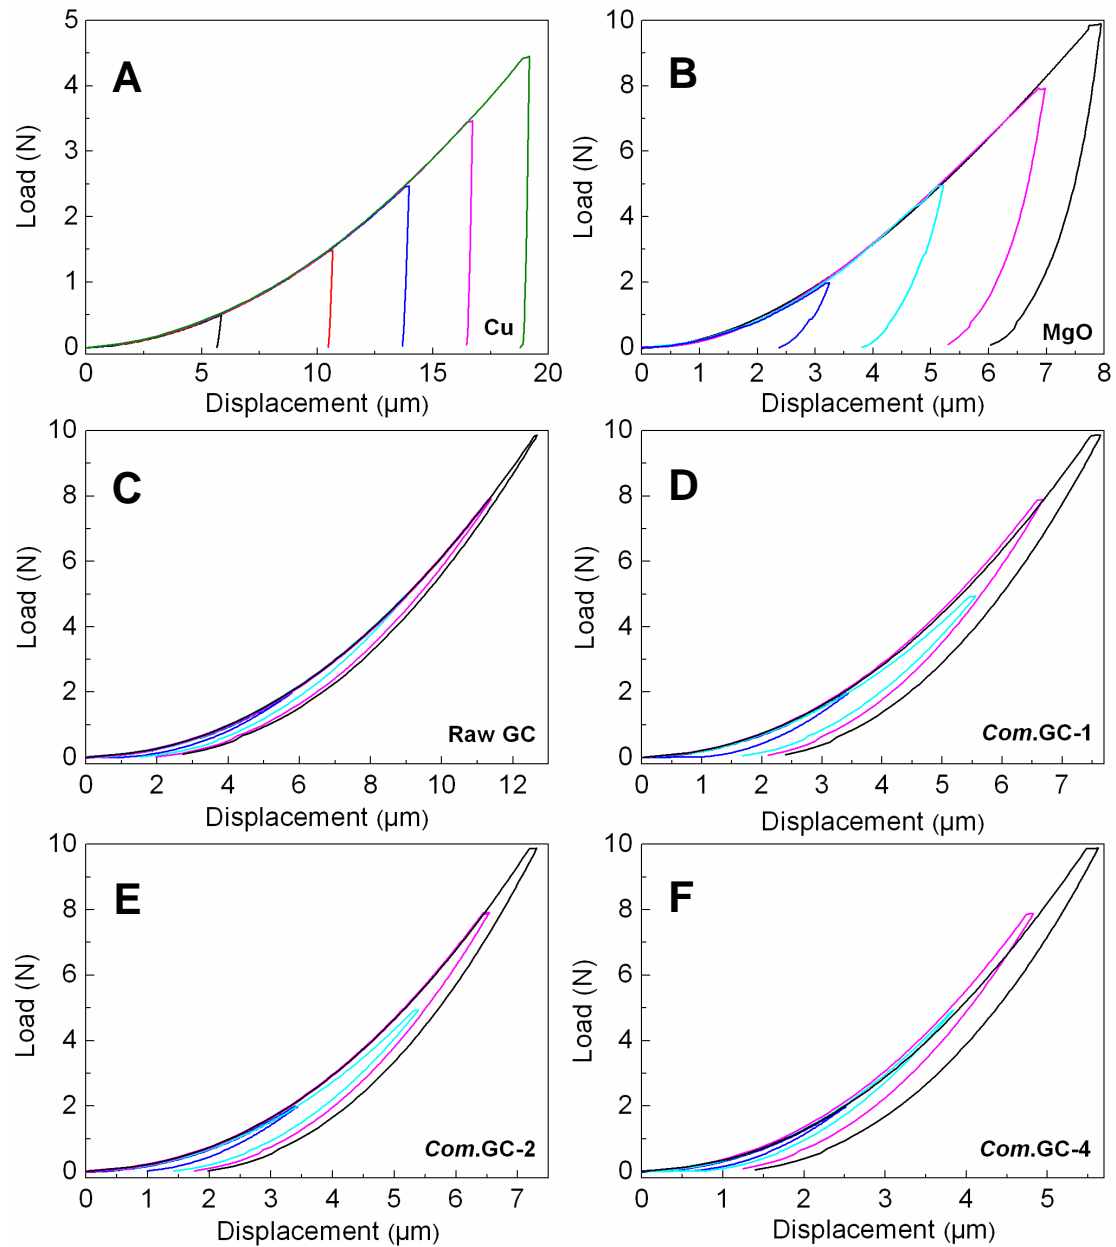 5
4
3
2
1
0
Load (N)
A
Cu
0 5 10 15 20
Displacement (μm)
10
8
6
4
2
0
Load (N)
B
MgO
0 1 2 3 4 5 6 7 8
Displacement (μm)
10
8
6
4
2
0
Load (N)
C
Raw GC
0 2 4 6 8 10 12
Displacement (μm)
10
8
6
4
2
0
Load (N)
D
Com.GC-1
0 1 2 3 4 5 6 7
Displacement (μm)
10
8
6
4
2
0
Load (N)
E
Com.GC-2
0 1 2 3 4 5 6 7
Displacement (μm)
10
8
6
4
2
0
Load (N)
F
Com.GC-4
0 1 2 3 4 5
Displacement (μm)